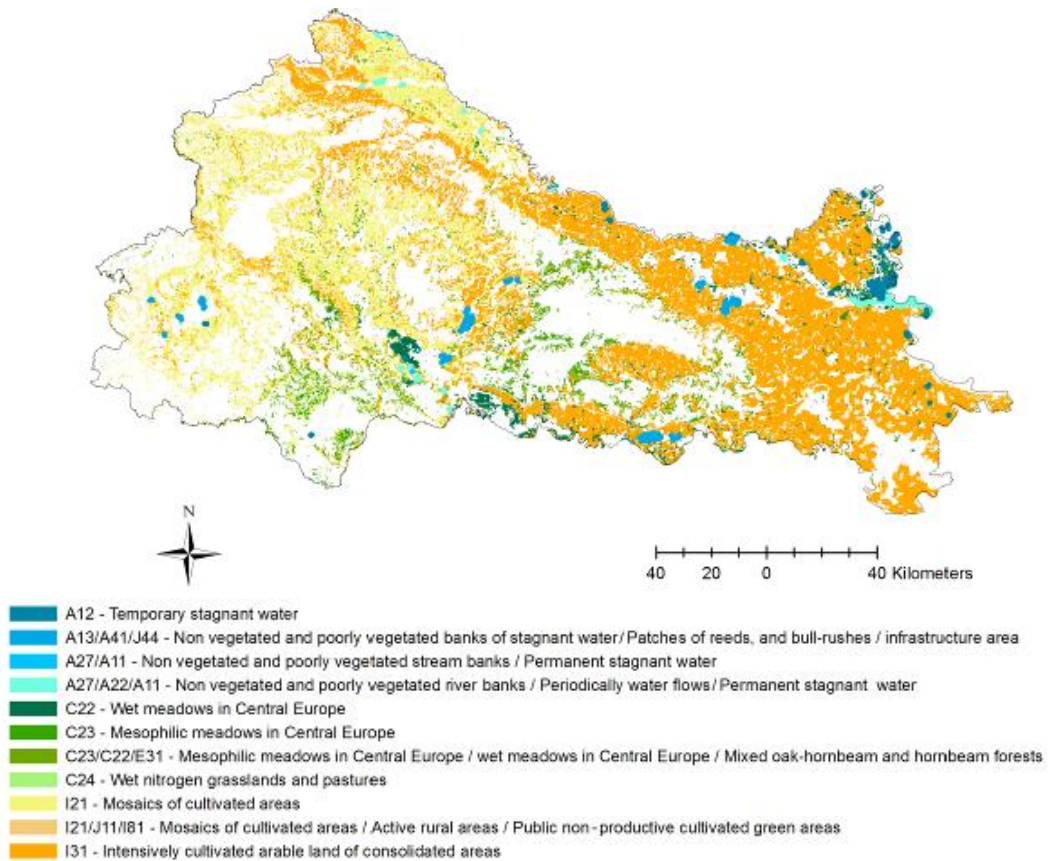 N
40 20 0 40 Kilometers
A12 - Temporary stagnant water
A13/A41/J44 - Non vegetated and poorly vegetated banks of stagnant water/Patches of reeds, and bull-rushes / infrastructure area
A27/A11 - Non vegetated and poorly vegetated stream banks / Permanent stagnant water
A27/A22/A11 - Non vegetated and poorly vegetated river banks / Periodically water flows/Permanent stagnant water
C22 - Wet meadows in Central Europe
C23 - Mesophilic meadows in Central Europe
C23/C22/E31 - Mesophilic meadows in Central Europe / wet meadows in Central Europe / Mixed oak-hornbeam and hornbeam forests
C24 - Wet nitrogen grasslands and pastures
I21 - Mosaics of cultivated areas
I21/J11/I81 - Mosaics of cultivated areas / Active rural areas / Public non-productive cultivated green areas
I31 - Intensively cultivated arable land of consolidated areas